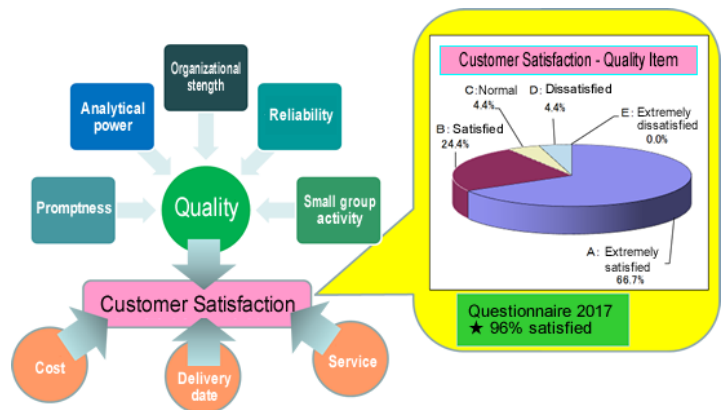 Organizational
stength
Analytical
power
Reliability
Promptness
Quality
Small group
activity
Customer Satisfaction
Cost
Delivery
date
Service
Customer Satisfaction - Quality Item
C:Normal
4.4%
D: Dissatisfied
4.4%
E: Extremely
dissatisfied
0.0%
B: Satisfied
24.4%
A: Extremely
satisfied
66.7%
Questionnaire 2017
★ 96% satisfied